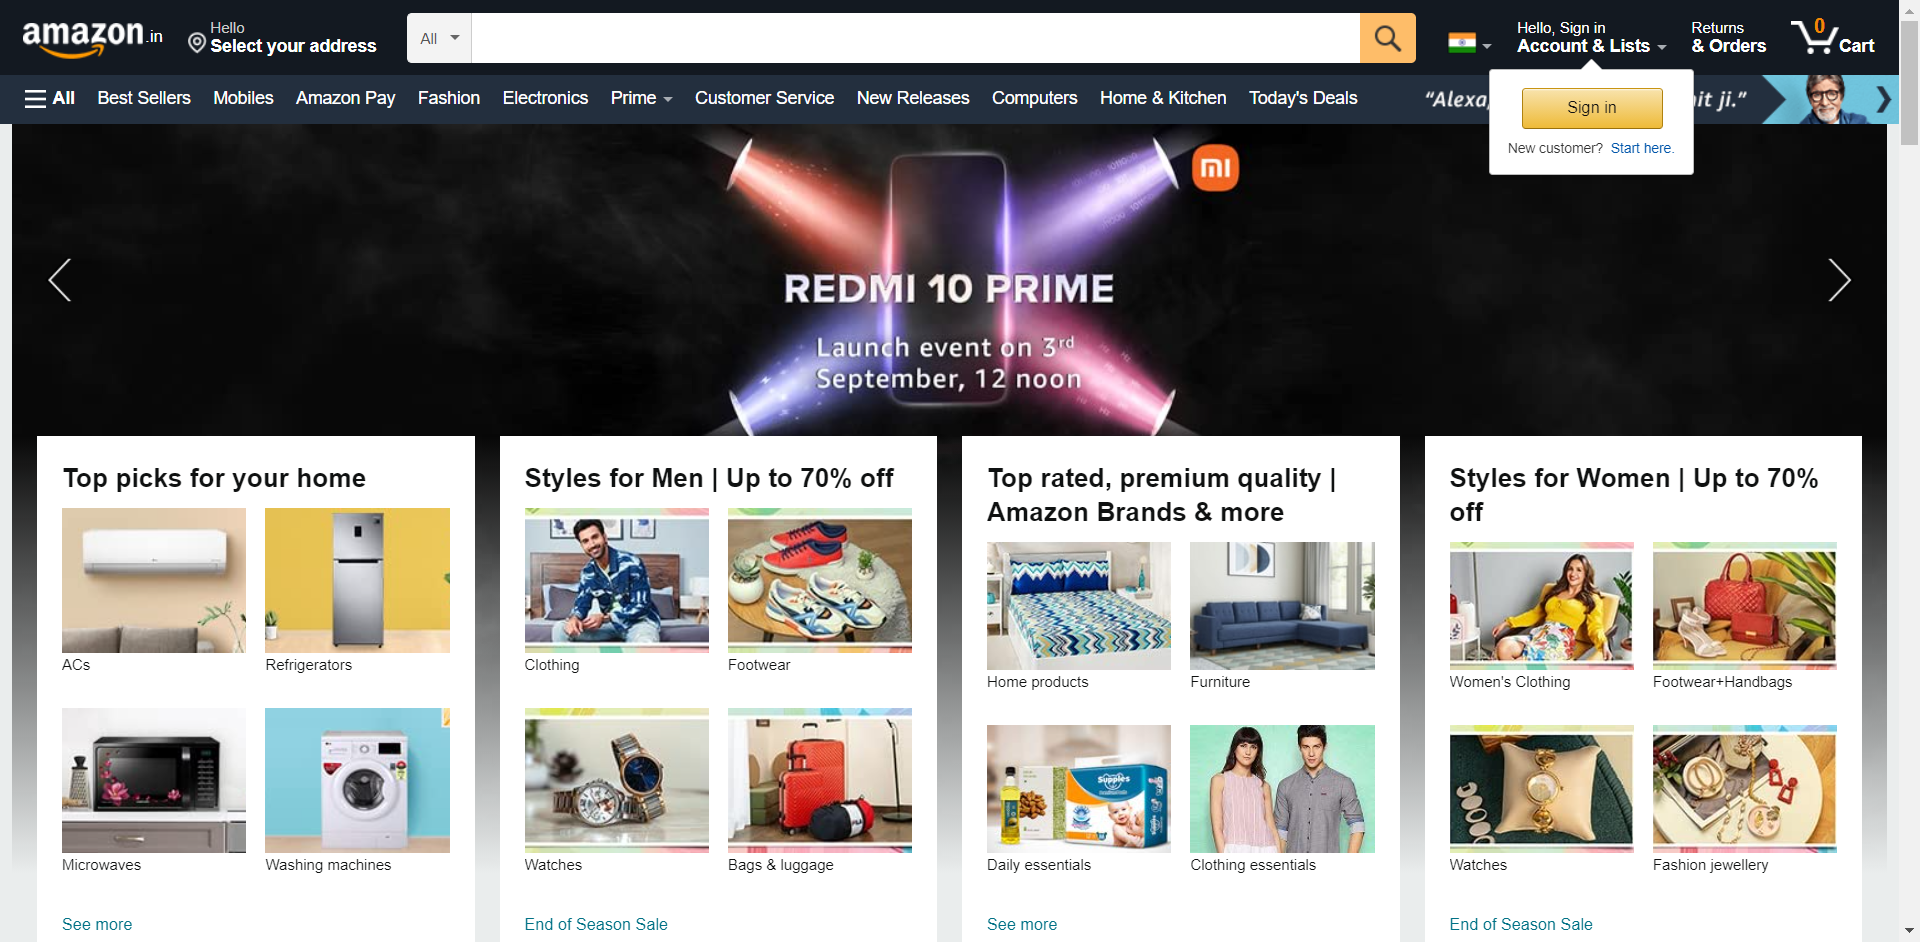 amazon.in
Hello
Select your address
All
Hello, Sign in
Account & Lists
Returns
& Orders
0
Cart
All
Best Sellers
Mobiles
Amazon Pay
Fashion
Electronics
Prime
Customer Service
New Releases
Computers
Home & Kitchen
Today's Deals
“Alexa,
ji.”
Sign in
New customer? Start here.
mi
REDMI 10 PRIME
Launch event on 3rd
September, 12 noon
Top picks for your home
ACs
Refrigerators
Microwaves
Washing machines
See more
Styles for Men | Up to 70% off
Clothing
Footwear
Watches
Bags & luggage
End of Season Sale
Top rated, premium quality |
Amazon Brands & more
Home products
Furniture
Supples
Daily essentials
Clothing essentials
See more
Styles for Women | Up to 70%
off
Women's Clothing
Footwear+Handbags
Watches
Fashion jewellery
End of Season Sale